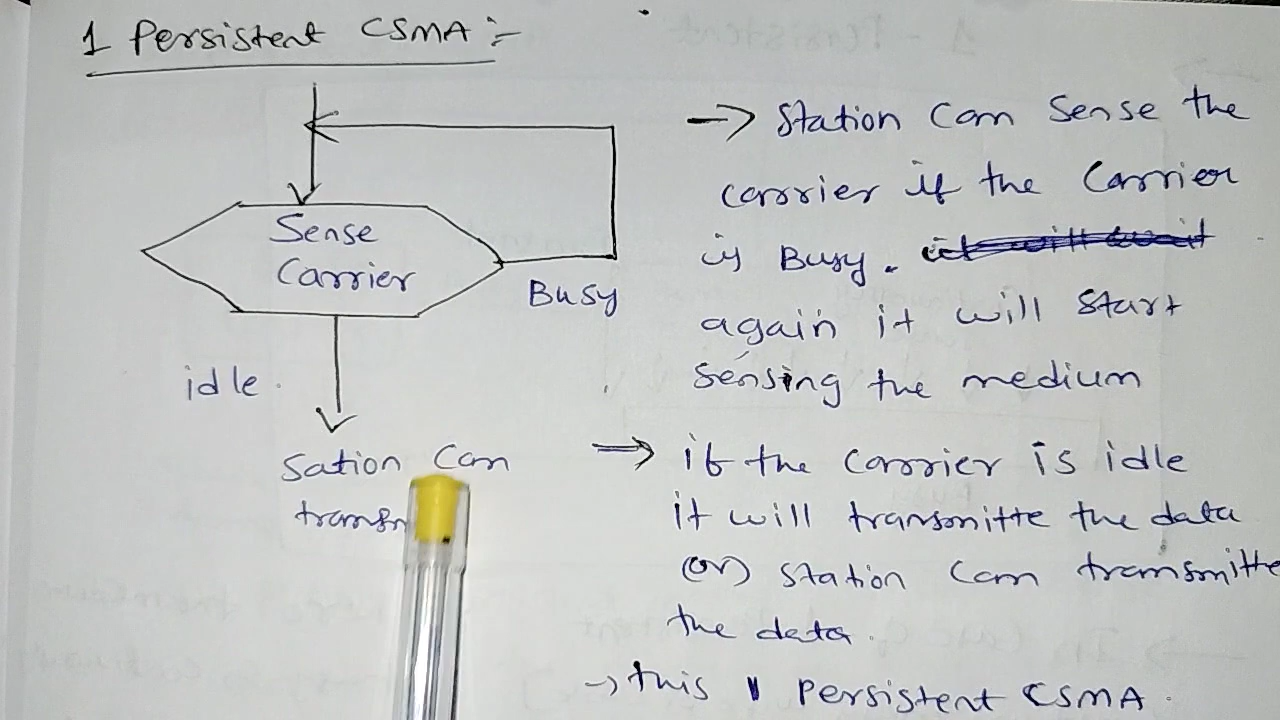 1 Persistent CSMA :-
Sense
Carrier
Busy
idle.
Sation Can
→ Station Can Sense the
carrier if the Carrier
is Busy.
again it will Start
Sensing the medium
→ if the Carrier is idle
it will transmitte the data
(or) Station Can transmitte
the data.
→ this 1 Persistent CSMA.